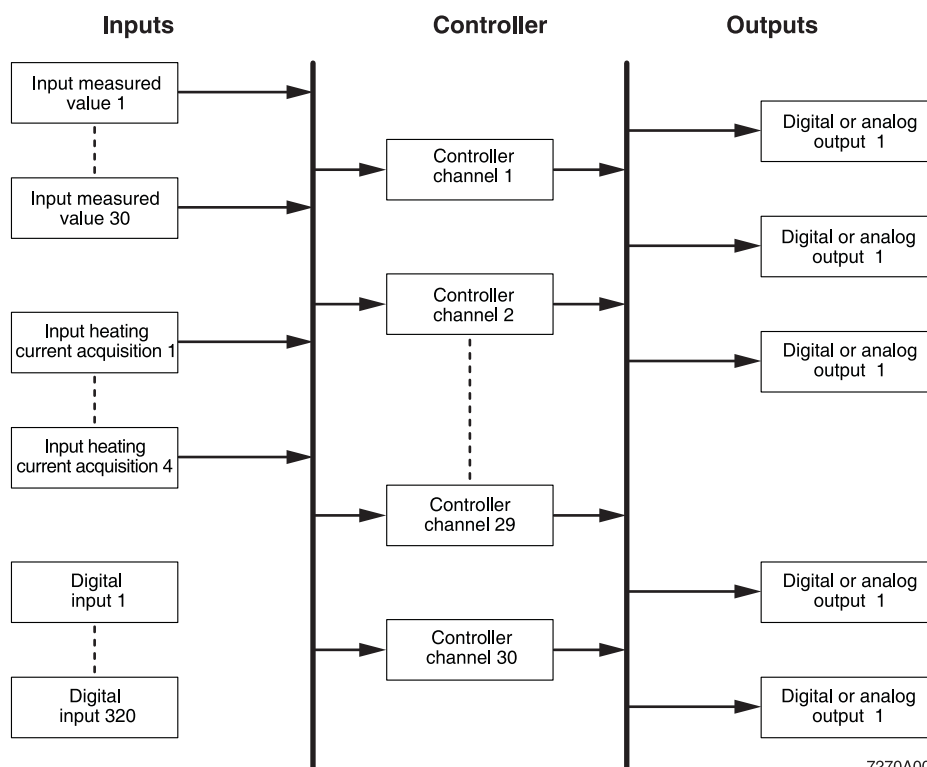 Inputs
Controller
Outputs
Input measured
value 1
Input measured
value 30
Input heating
current acquisition 1
Input heating
current acquisition 4
Digital
input 1
Digital
input 320
Controller
channel 1
Controller
channel 2
Controller
channel 29
Controller
channel 30
Digital or analog
output 1
Digital or analog
output 1
Digital or analog
output 1
Digital or analog
output 1
Digital or analog
output 1